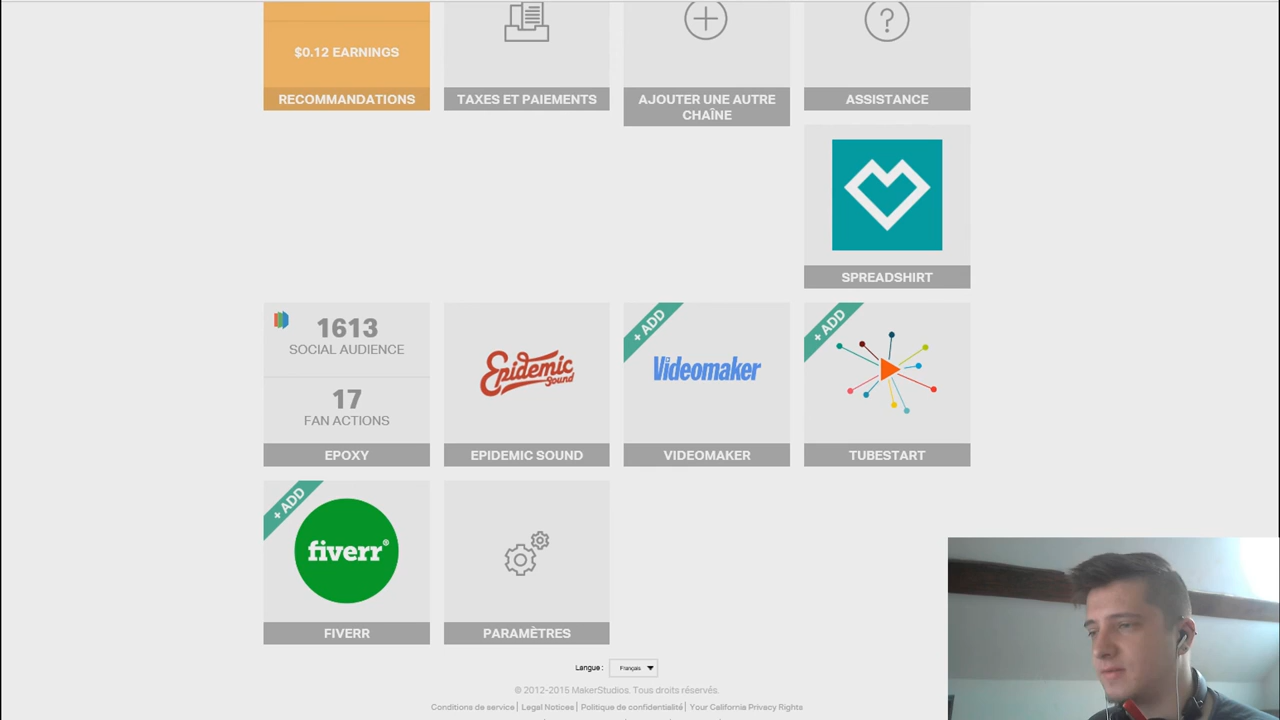 $0.12 EARNINGS
RECOMMANDATIONS
TAXES ET PAIEMENTS
AJOUTER UNE AUTRE
CHAÎNE
ASSISTANCE
SPREADSHIRT
1613
SOCIAL AUDIENCE
17
FAN ACTIONS
EPOXY
Epidemic
Sound
EPIDEMIC SOUND
+ ADD
Videomaker
VIDEOMAKER
+ ADD
TUBESTART
+ ADD
fiverr®
FIVERR
PARAMÈTRES
Langue : Français
© 2012-2015 MakerStudios. Tous droits réservés.
Conditions de service | Legal Notices | Politique de confidentialité | Your California Privacy Rights